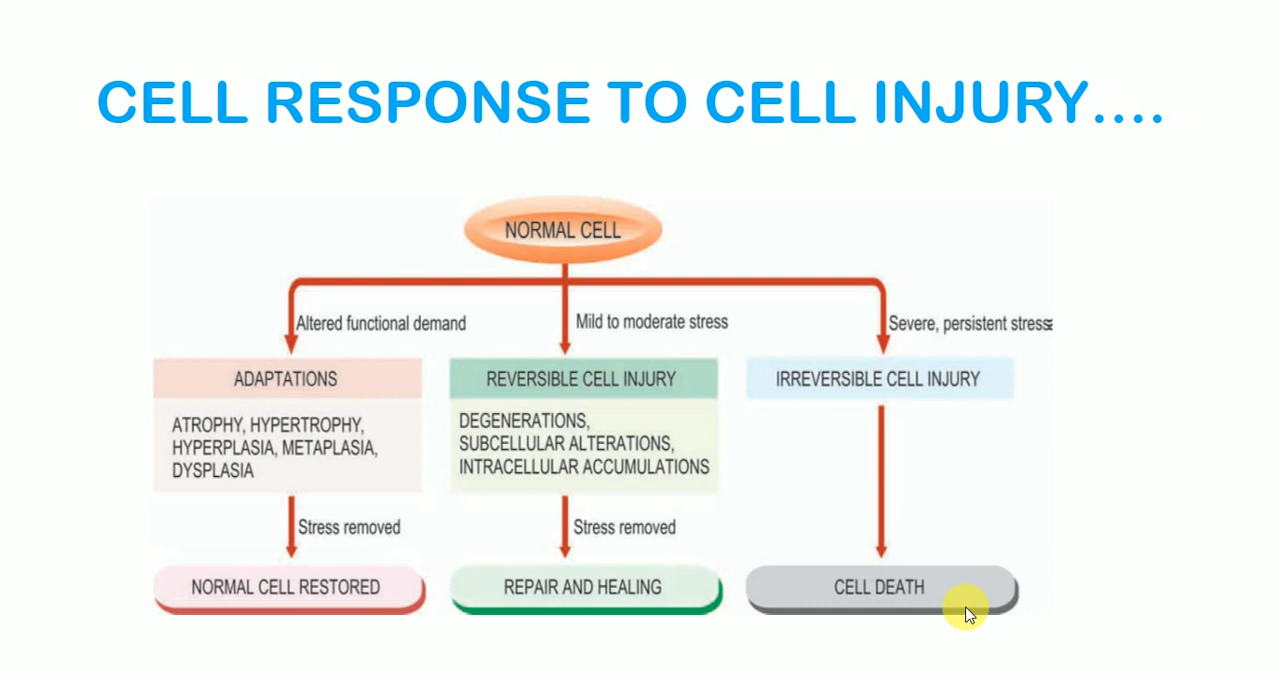 CELL RESPONSE TO CELL INJURY....
NORMAL CELL
Altered functional demand
Mild to moderate stress
Severe, persistent stress
ADAPTATIONS
REVERSIBLE CELL INJURY
IRREVERSIBLE CELL INJURY
ATROPHY, HYPERTROPHY,
HYPERPLASIA, METAPLASIA,
DYSPLASIA
DEGENERATIONS,
SUBCELLULAR ALTERATIONS,
INTRACELLULAR ACCUMULATIONS
Stress removed
Stress removed
NORMAL CELL RESTORED
REPAIR AND HEALING
CELL DEATH